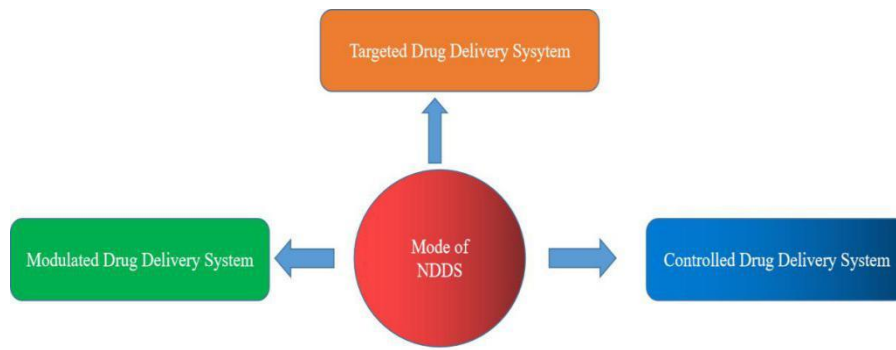 Targeted Drug Delivery Sysytem
Modulated Drug Delivery System
Mode of
NDDS
Controlled Drug Delivery System